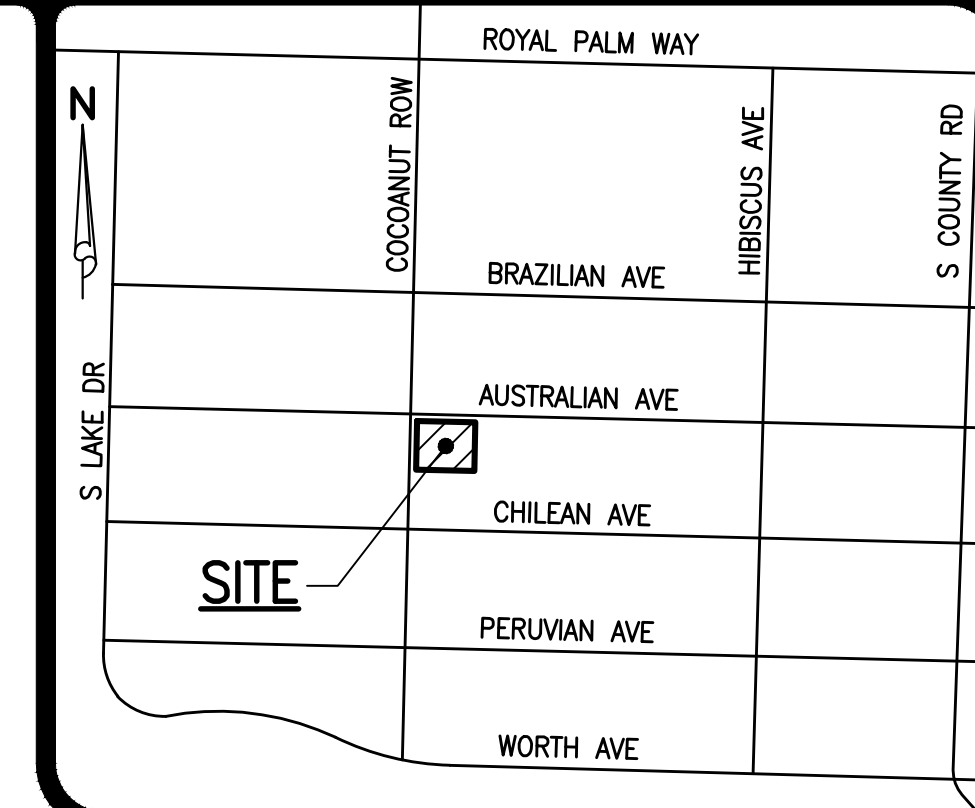 ROYAL PALM WAY
N
COCOANUT ROW
HIBISCUS AVE
S COUNTY RD
BRAZILIAN AVE
S LAKE DR
AUSTRALIAN AVE
CHILEAN AVE
SITE
PERUVIAN AVE
WORTH AVE